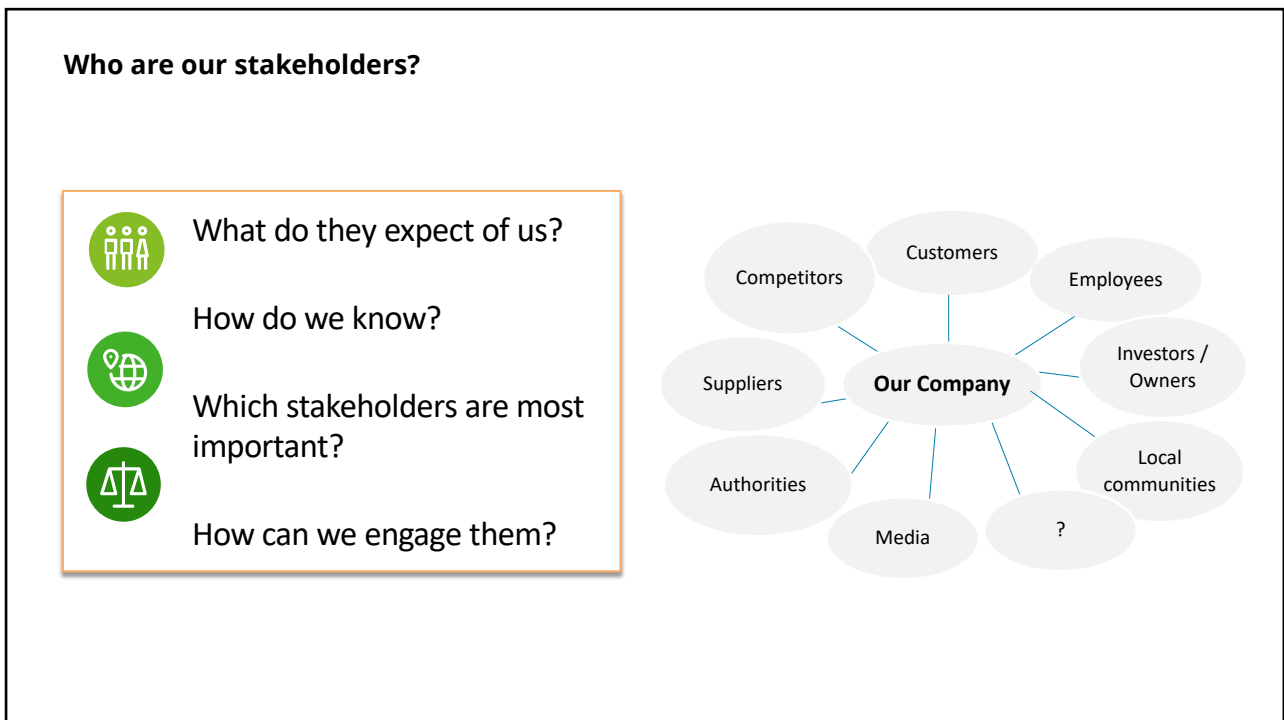 Who are our stakeholders?
What do they expect of us?
How do we know?
Which stakeholders are most
important?
How can we engage them?
Customers
Competitors
Employees
Investors /
Owners
Suppliers
Our Company
Local
communities
Authorities
Media
?